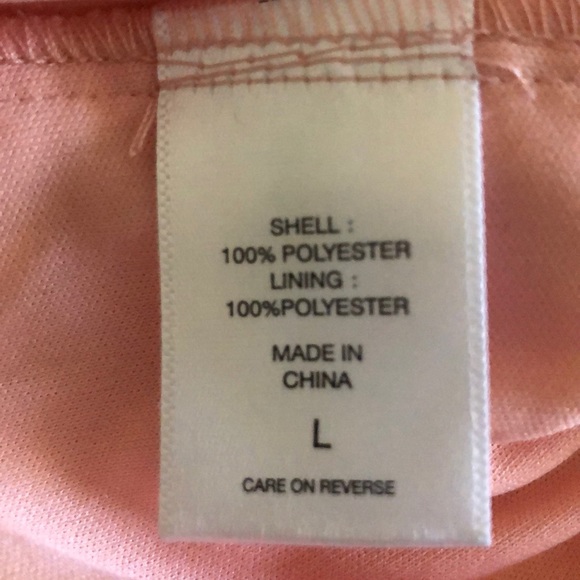 SHELL :
100% POLYESTER
LINING :
100%POLYESTER
MADE IN
CHINA
L
CARE ON REVERSE